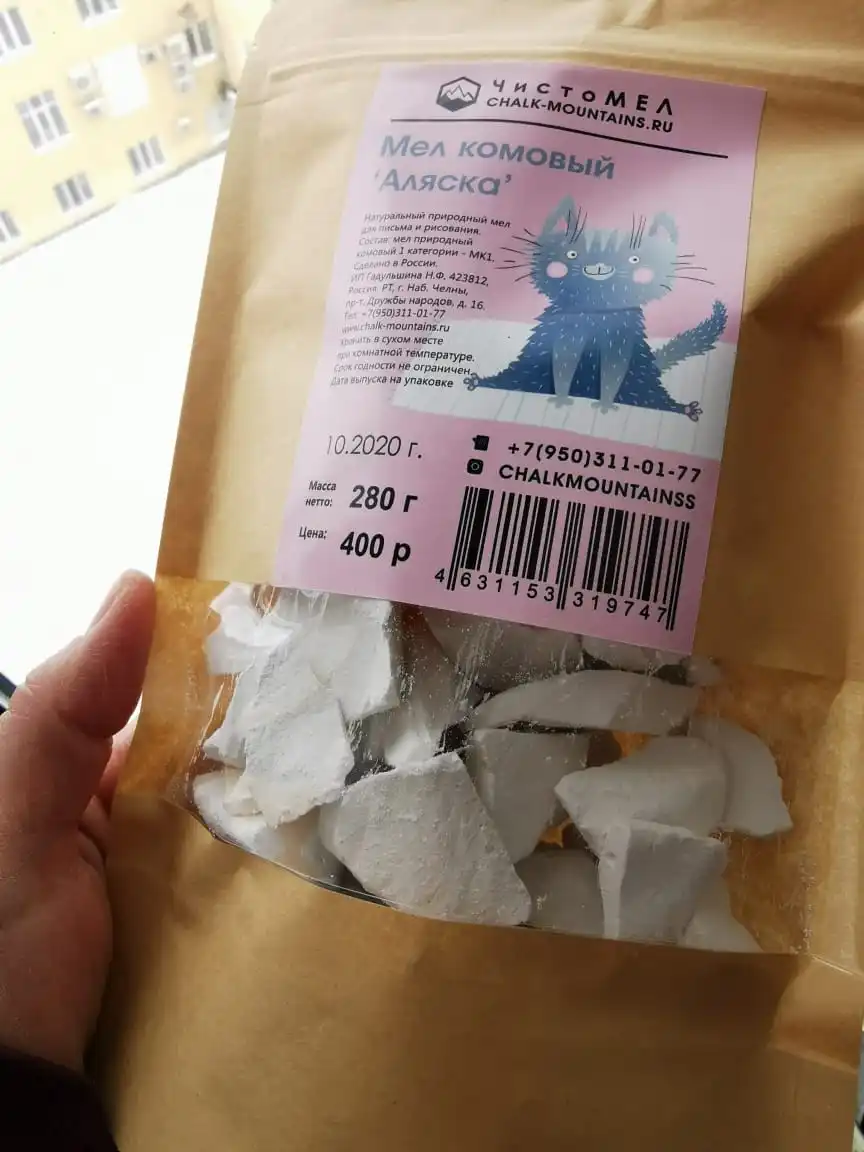 ЧистоМЕЛ
CHALK-MOUNTAINS.RU
Мел комовый
'Аляска'
Натуральный природный мел
для письма и рисования.
Состав: мел природный
комовый 1 категории - МК1.
Сделано в России.
ИП Гадульшина Н.Ф. 423812,
Россия. РТ, г. Наб. Челны,
пр-т. Дружбы народов, д. 16.
Тел: +7(950)311-01-77
www.chalk-mountains.ru
Хранить в сухом месте
при комнатной температуре.
Срок годности не ограничен.
Дата выпуска на упаковке
10.2020 г.
+7(950)311-01-77
CHALKMOUNTAINSS
Масса
нетто: 280 г
Цена: 400 р
4 631153 319747